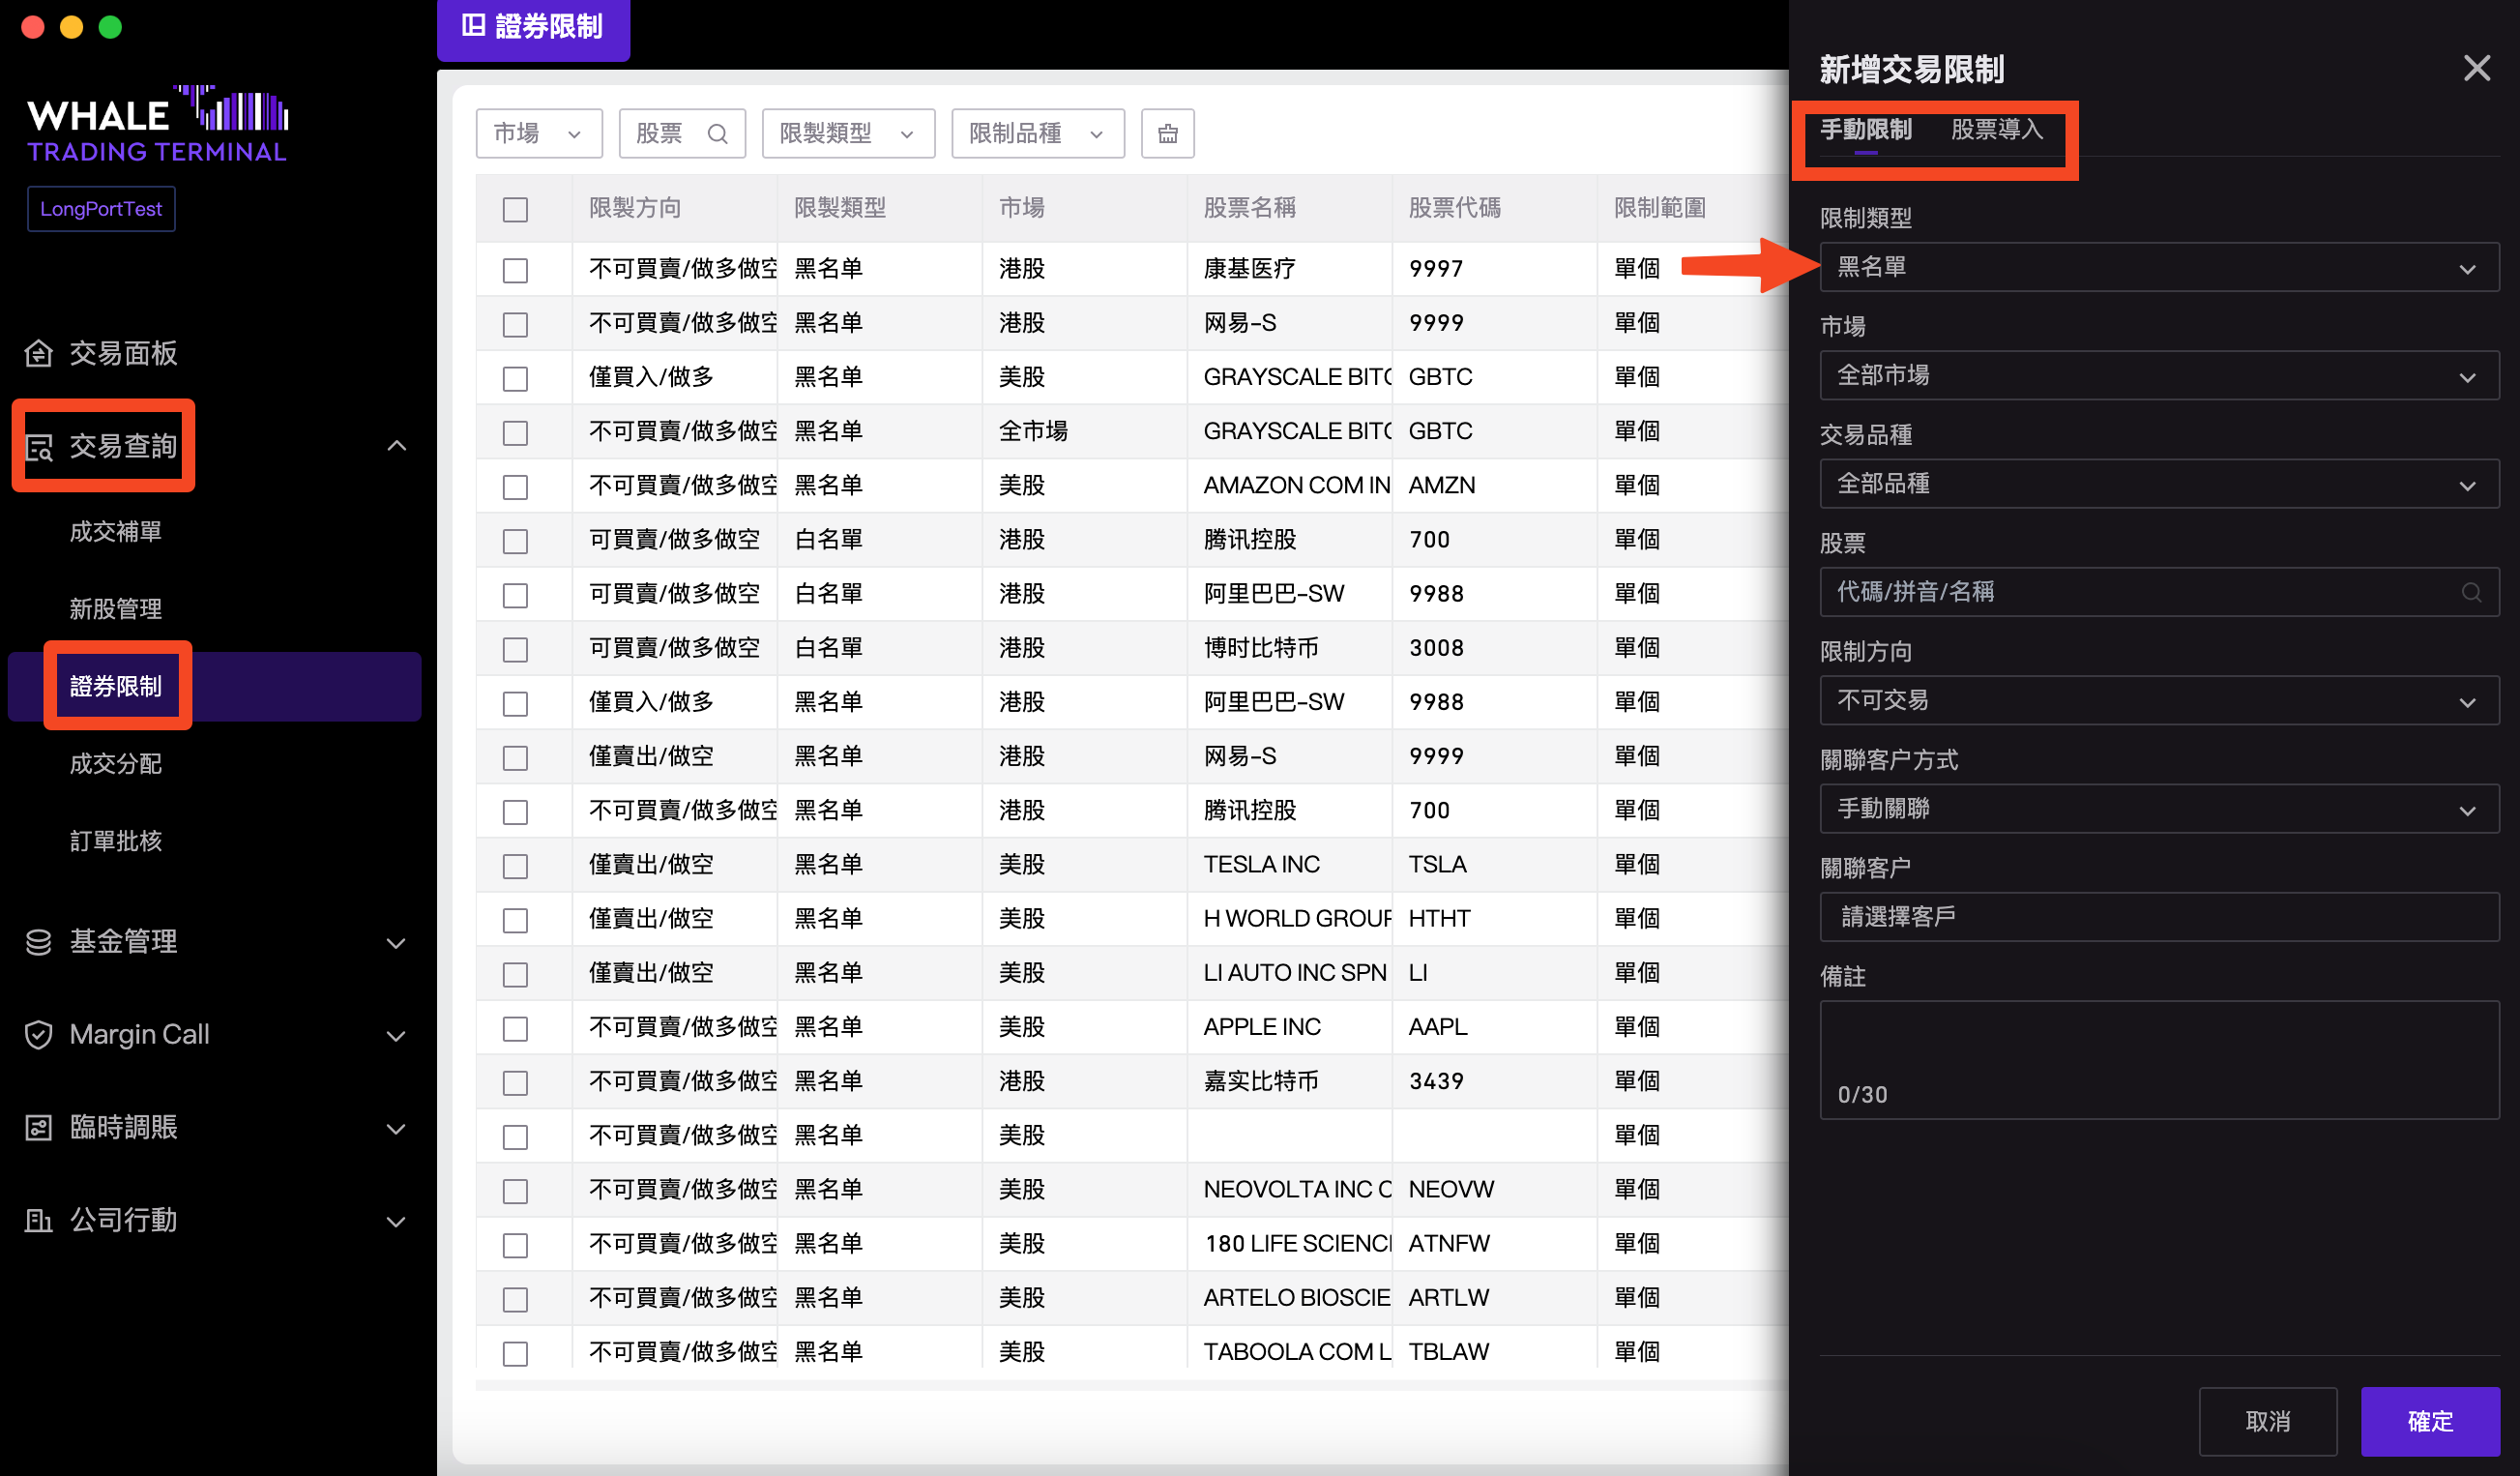 WHALE
TRADING TERMINAL
LongPortTest
交易面板
交易查詢
成交補單
新股管理
證券限制
成交分配
訂單批核
基金管理
Margin Call
臨時調賬
公司行動
證券限制
市場 股票 限製類型 限制品種
限製方向 限製類型 市場 股票名稱 股票代碼 限制範圍
不可買賣/做多做空 黑名单 港股 康基医疗 9997 單個
不可買賣/做多做空 黑名单 港股 网易-S 9999 單個
僅買入/做多 黑名单 美股 GRAYSCALE BITC GBTC 單個
不可買賣/做多做空 黑名单 全市場 GRAYSCALE BITC GBTC 單個
不可買賣/做多做空 黑名单 美股 AMAZON COM IN AMZN 單個
可買賣/做多做空 白名單 港股 腾讯控股 700 單個
可買賣/做多做空 白名單 港股 阿里巴巴-SW 9988 單個
可買賣/做多做空 白名單 港股 博时比特币 3008 單個
僅買入/做多 黑名单 港股 阿里巴巴-SW 9988 單個
僅賣出/做空 黑名单 港股 网易-S 9999 單個
不可買賣/做多做空 黑名单 港股 腾讯控股 700 單個
僅賣出/做空 黑名单 美股 TESLA INC TSLA 單個
僅賣出/做空 黑名单 美股 H WORLD GROUP HTHT 單個
僅賣出/做空 黑名单 美股 LI AUTO INC SPN LI 單個
不可買賣/做多做空 黑名单 美股 APPLE INC AAPL 單個
不可買賣/做多做空 黑名单 港股 嘉实比特币 3439 單個
不可買賣/做多做空 黑名单 美股 單個
不可買賣/做多做空 黑名单 美股 NEOVOLTA INC C NEOVW 單個
不可買賣/做多做空 黑名单 美股 180 LIFE SCIENCI ATNFW 單個
不可買賣/做多做空 黑名单 美股 ARTELO BIOSCIE ARTLW 單個
不可買賣/做多做空 黑名单 美股 TABOOLA COM L TBLAW 單個
新增交易限制
手動限制 股票導入
限制類型
黑名單
市場
全部市場
交易品種
全部品種
股票
代碼/拼音/名稱
限制方向
不可交易
關聯客户方式
手動關聯
關聯客户
請選擇客戶
備註
0/30
取消 確定